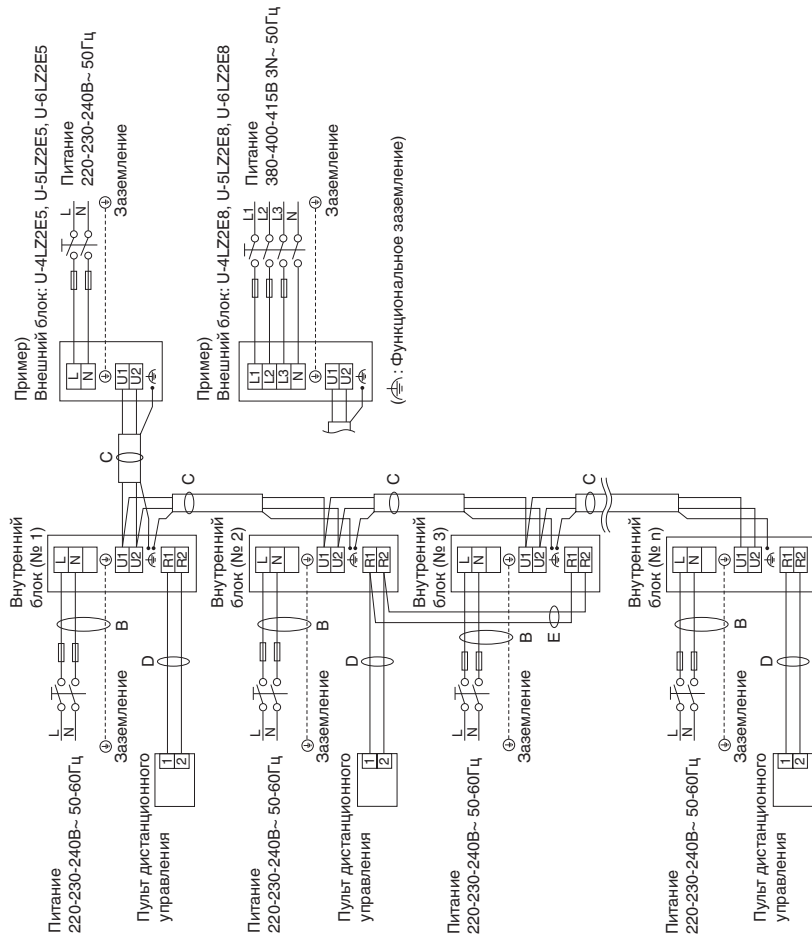 Пример)
Внешний блок: U-4LZ2E5, U-5LZ2E5, U-6LZ2E5
Питание
220-230-240В~ 50Гц
L
N
Заземление
L
N
U1
U2
C
Пример)
Внешний блок: U-4LZ2E8, U-5LZ2E8, U-6LZ2E8
Питание
380-400-415В 3N~ 50Гц
L1
L2
L3
N
Заземление
L1
L2
L3
N
U1
U2
( : Функциональное заземление)
Внутренний
блок (№ 1)
L
N
U1
U2
R1
R2
B
C
D
Питание
220-230-240В~ 50-60Гц
L
N
Заземление
Пульт дистанционного
управления
1
2
Внутренний
блок (№ 2)
L
N
U1
U2
R1
R2
B
C
D
Питание
220-230-240В~ 50-60Гц
L
N
Заземление
Пульт дистанционного
управления
1
2
Внутренний
блок (№ 3)
L
N
U1
U2
R1
R2
B
C
E
Питание
220-230-240В~ 50-60Гц
L
N
Заземление
Внутренний
блок (№ n)
L
N
U1
U2
R1
R2
B
D
Питание
220-230-240В~ 50-60Гц
L
N
Заземление
Пульт дистанционного
управления
1
2